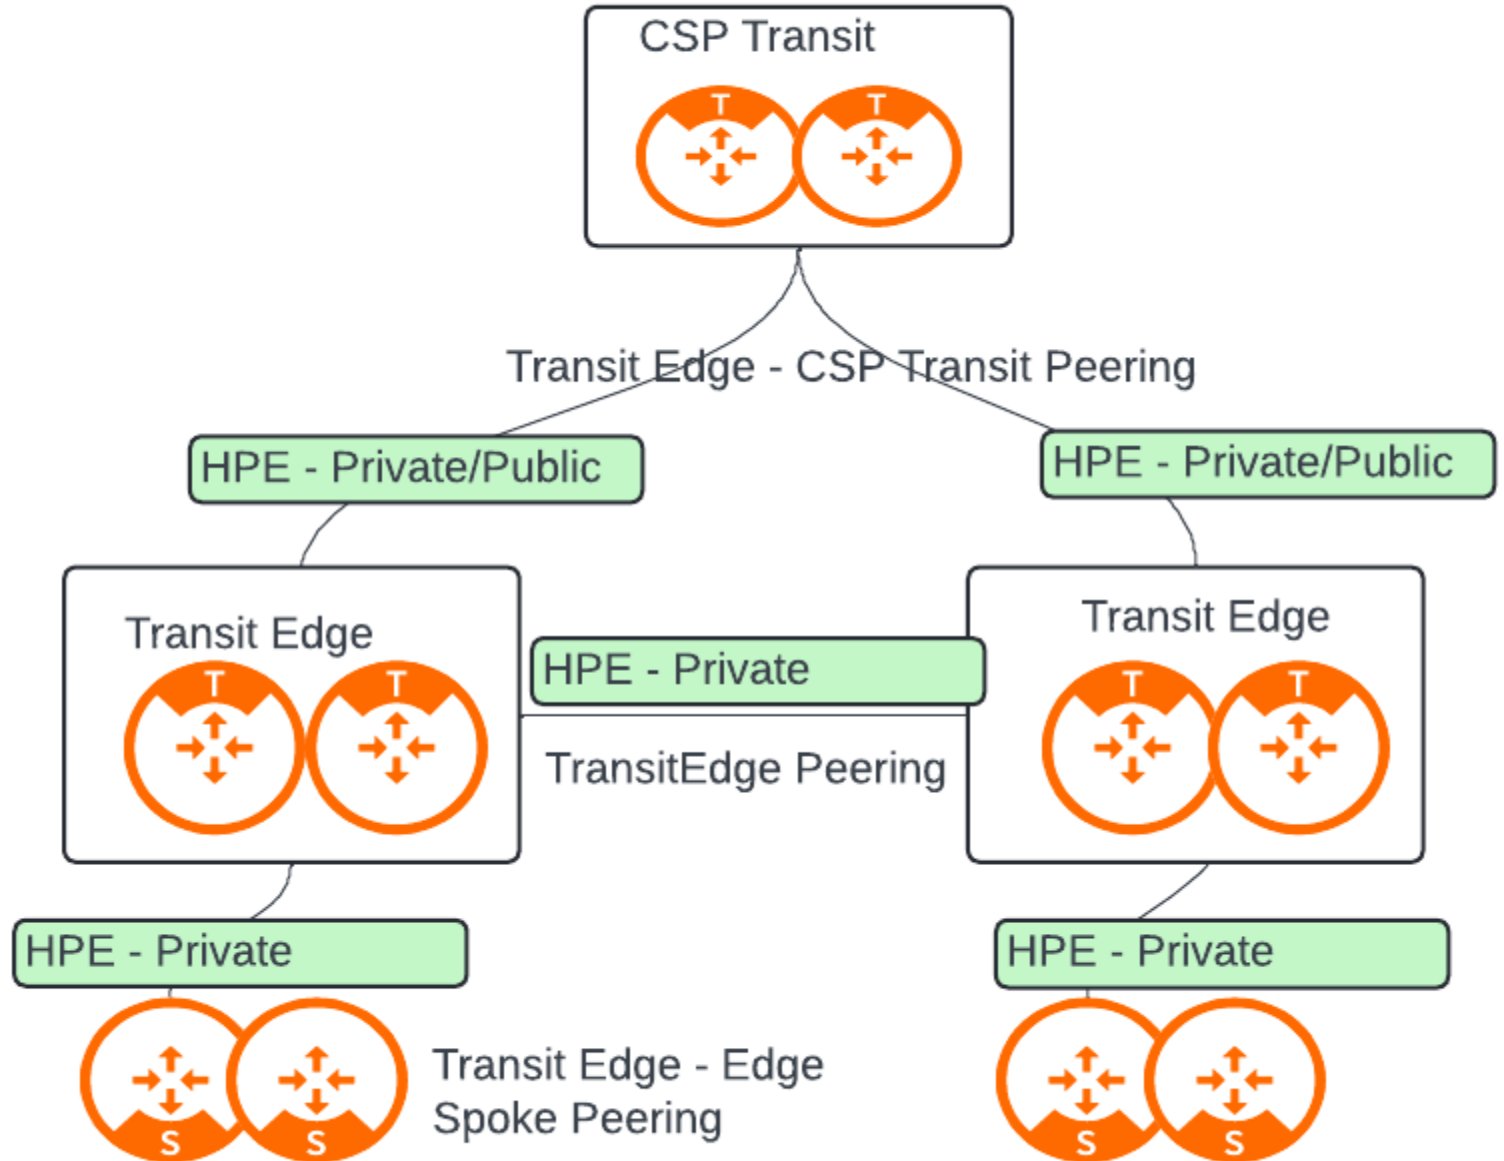 CSP Transit
T
T
Transit Edge - CSP Transit Peering
HPE - Private/Public
HPE - Private/Public
Transit Edge
Transit Edge
HPE - Private
T
T
T
T
TransitEdge Peering
HPE - Private
HPE - Private
Transit Edge - Edge
Spoke Peering
S
S
S
S